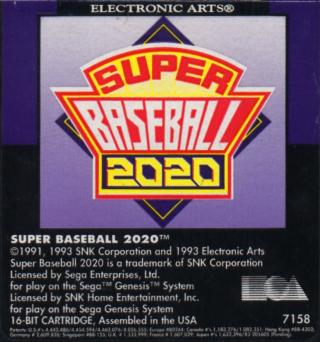 ELECTRONIC ARTS®
SUPER
BASEBALL
2020
SUPER BASEBALL 2020™
©1991, 1993 SNK Corporation and 1993 Electronic Arts
Super Baseball 2020 is a trademark of SNK Corporation
Licensed by Sega Enterprises, Ltd.
for play on the Sega™ Genesis™ System
Licensed by SNK Home Entertainment, Inc.
for play on the Sega Genesis System
16-BIT CARTRIDGE, Assembled in the USA
7158